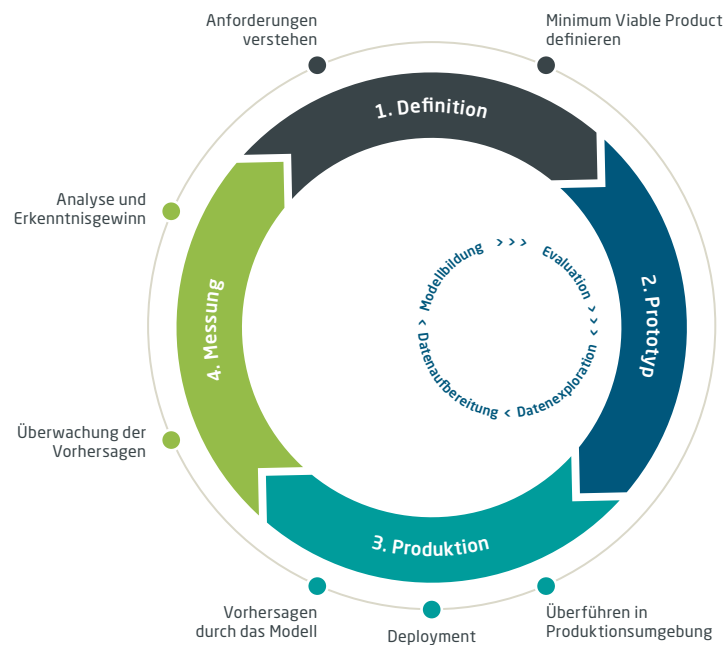 Anforderungen
verstehen
Minimum Viable Product
definieren
1. Definition
Analyse und
Erkenntnisgewinn
Modellbildung > > >
Evaluation > > > >
2. Prototyp
4. Messung
Datenaufbereitung >
< Datenexploration <
Überwachung der
Vorhersagen
3. Produktion
Vorhersagen
durch das Modell
Deployment
Überführen in
Produktionsumgebung